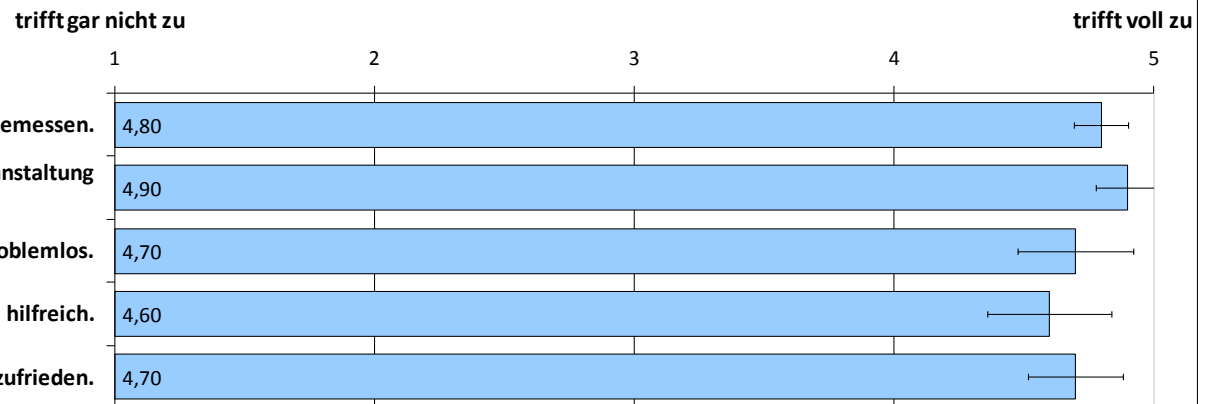 trifft gar nicht zu trifft voll zu
1 2 3 4 5
emessen. 4,80
nstaltung 4,90
oblemlos. 4,70
hilfreich. 4,60
zufrieden. 4,70